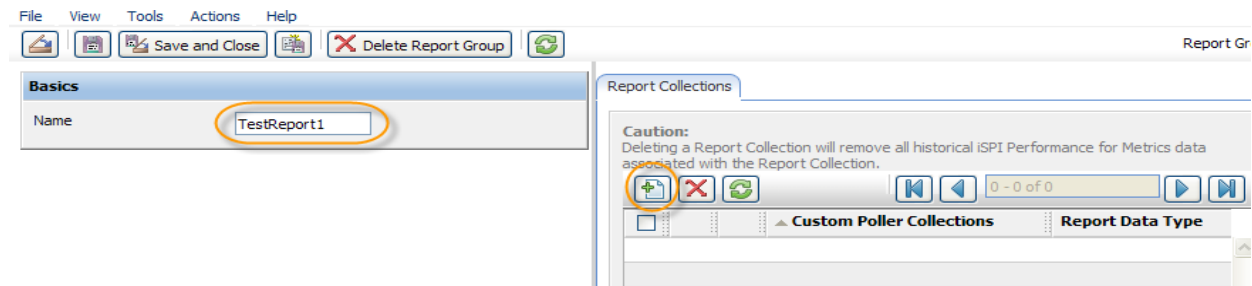 File View Tools Actions Help
Save and Close Delete Report Group Report Gr
Basics
Name TestReport1
Report Collections
Caution:
Deleting a Report Collection will remove all historical iSPI Performance for Metrics data
associated with the Report Collection.
0 - 0 of 0
Custom Poller Collections Report Data Type